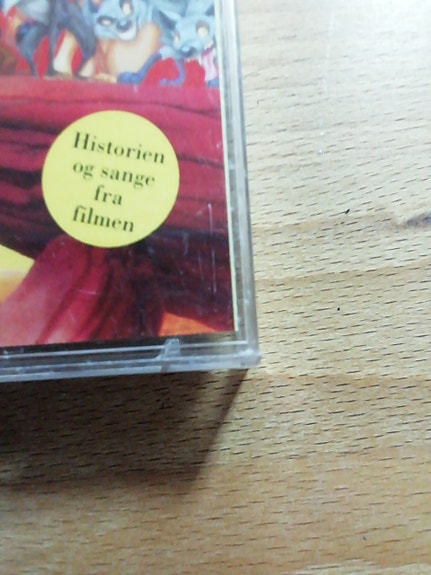 Historien
og sange
fra
filmen